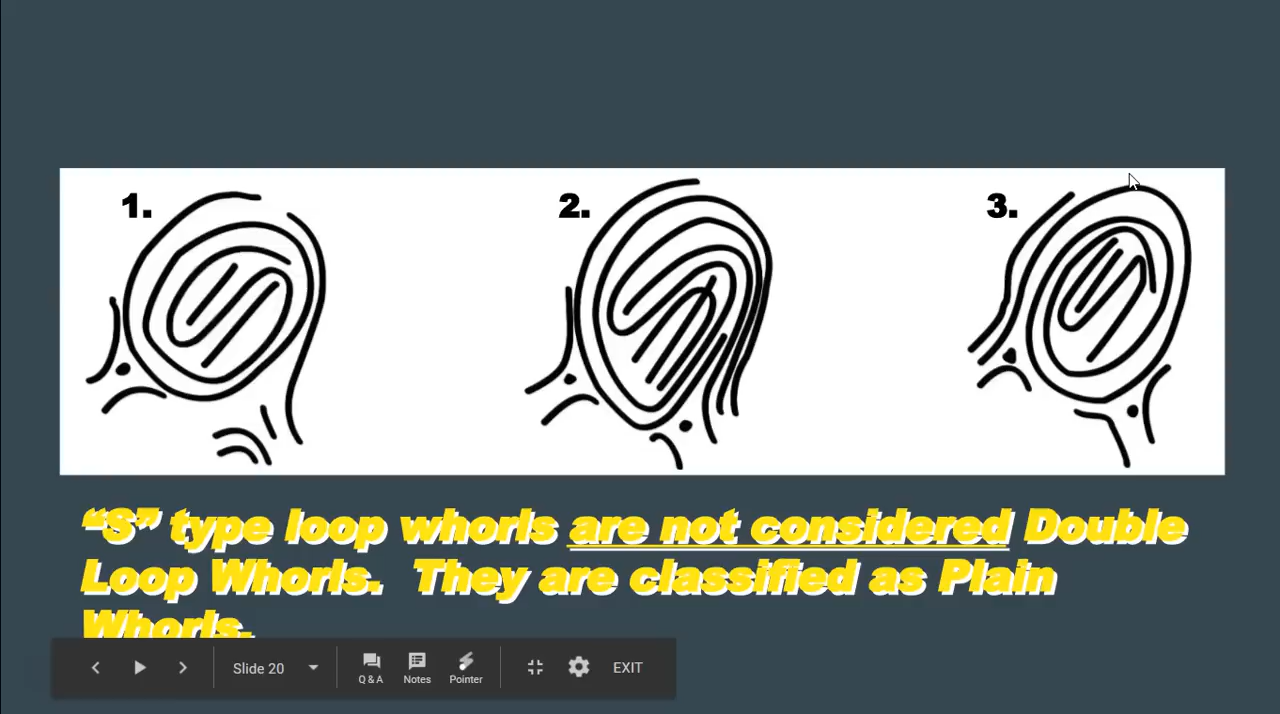 1.
2.
3.
“S” type loop whorls are not considered Double
Loop Whorls. They are classified as Plain
Whorls.
Slide 20
Q & A
Notes
Pointer
EXIT